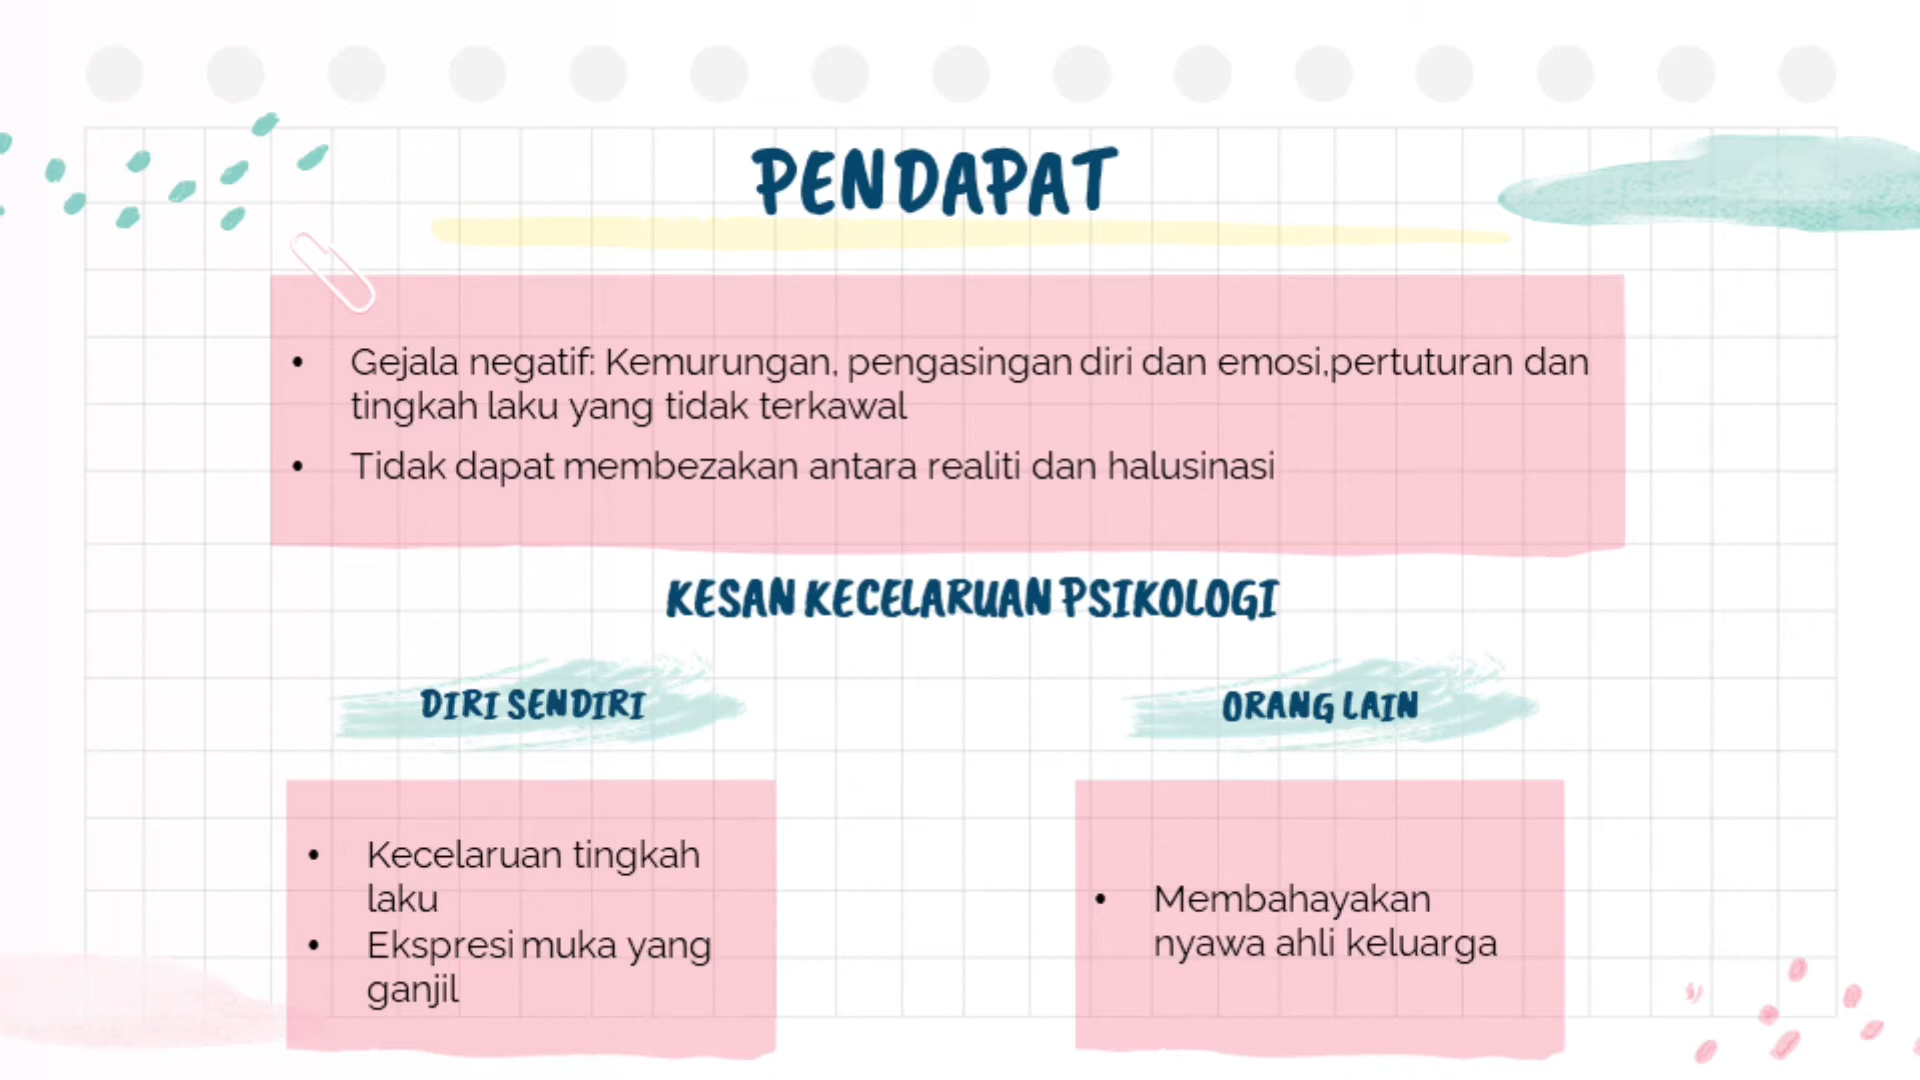 PENDAPAT
• Gejala negatif: Kemurungan, pengasingan diri dan emosi,pertuturan dan
tingkah laku yang tidak terkawal
• Tidak dapat membezakan antara realiti dan halusinasi
KESAN KECELARUAN PSIKOLOGI
DIRI SENDIRI
• Kecelaruan tingkah
laku
• Ekspresi muka yang
ganjil
ORANG LAIN
• Membahayakan
nyawa ahli keluarga